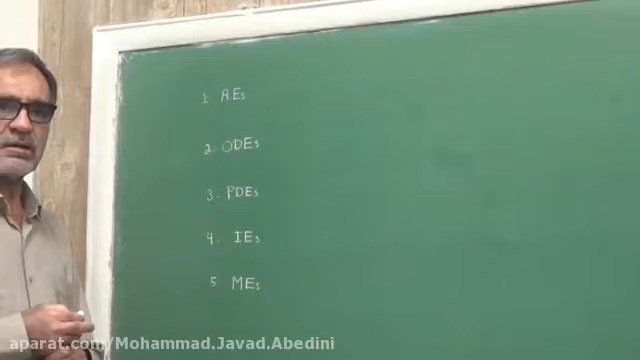 1 AEs
2- ODEs
3- PDEs
4. IEs
5 MEs
aparat.com/Mohammad.Javad.Abedini